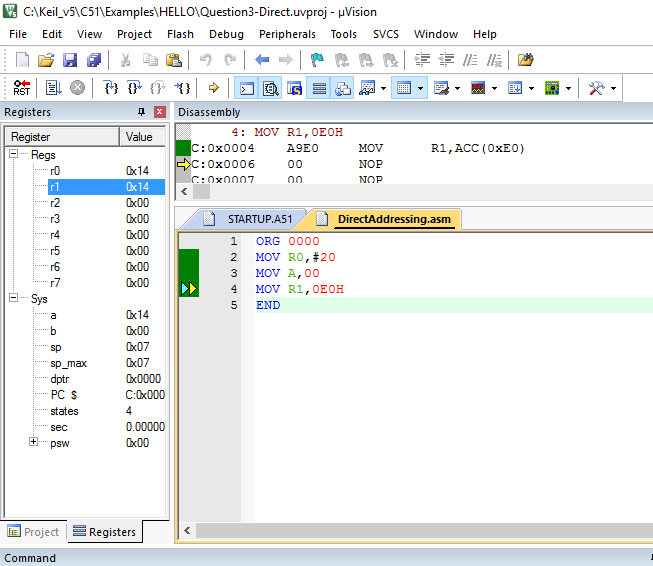 C:\Keil_v5\C51\Examples\HELLO\Question3-Direct.uvproj - µVision
File Edit View Project Flash Debug Peripherals Tools SVCS Window Help
RST
Registers
Register Value
Regs
r0 0x14
r1 0x14
r2 0x00
r3 0x00
r4 0x00
r5 0x00
r6 0x00
r7 0x00
Sys
a 0x14
b 0x00
sp 0x07
sp_max 0x07
dptr 0x0000
PC $ C:0x000
states 4
sec 0.00000
psw 0x00
Project Registers
Disassembly
4: MOV R1,0E0H
C:0x0004 A9E0 MOV R1,ACC(0xE0)
C:0x0006 00 NOP
C:0x0007 00 NOP
STARTUP.A51 DirectAddressing.asm
1 ORG 0000
2 MOV R0,#20
3 MOV A,00
4 MOV R1,0E0H
5 END
Command